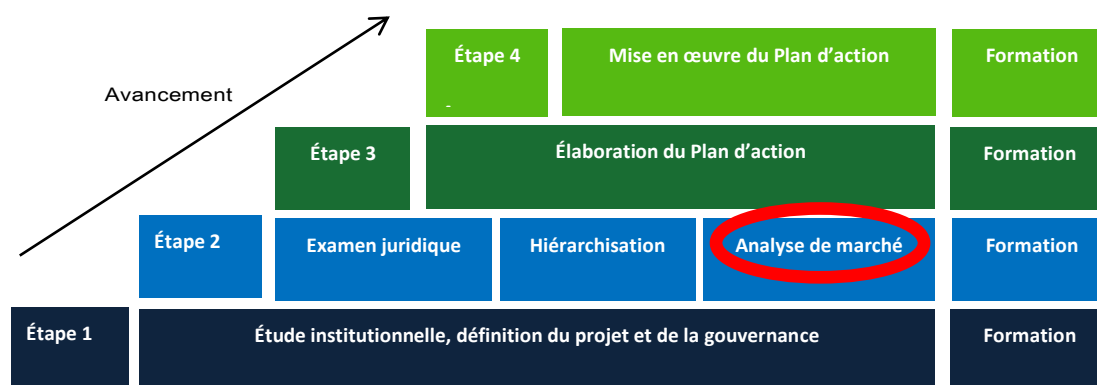 Étape 4
Mise en œuvre du Plan d’action
Formation
-
Avancement
Étape 3
Élaboration du Plan d’action
Formation
Étape 2
Examen juridique
Hiérarchisation
Analyse de marché
Formation
Étape 1
Étude institutionnelle, définition du projet et de la gouvernance
Formation